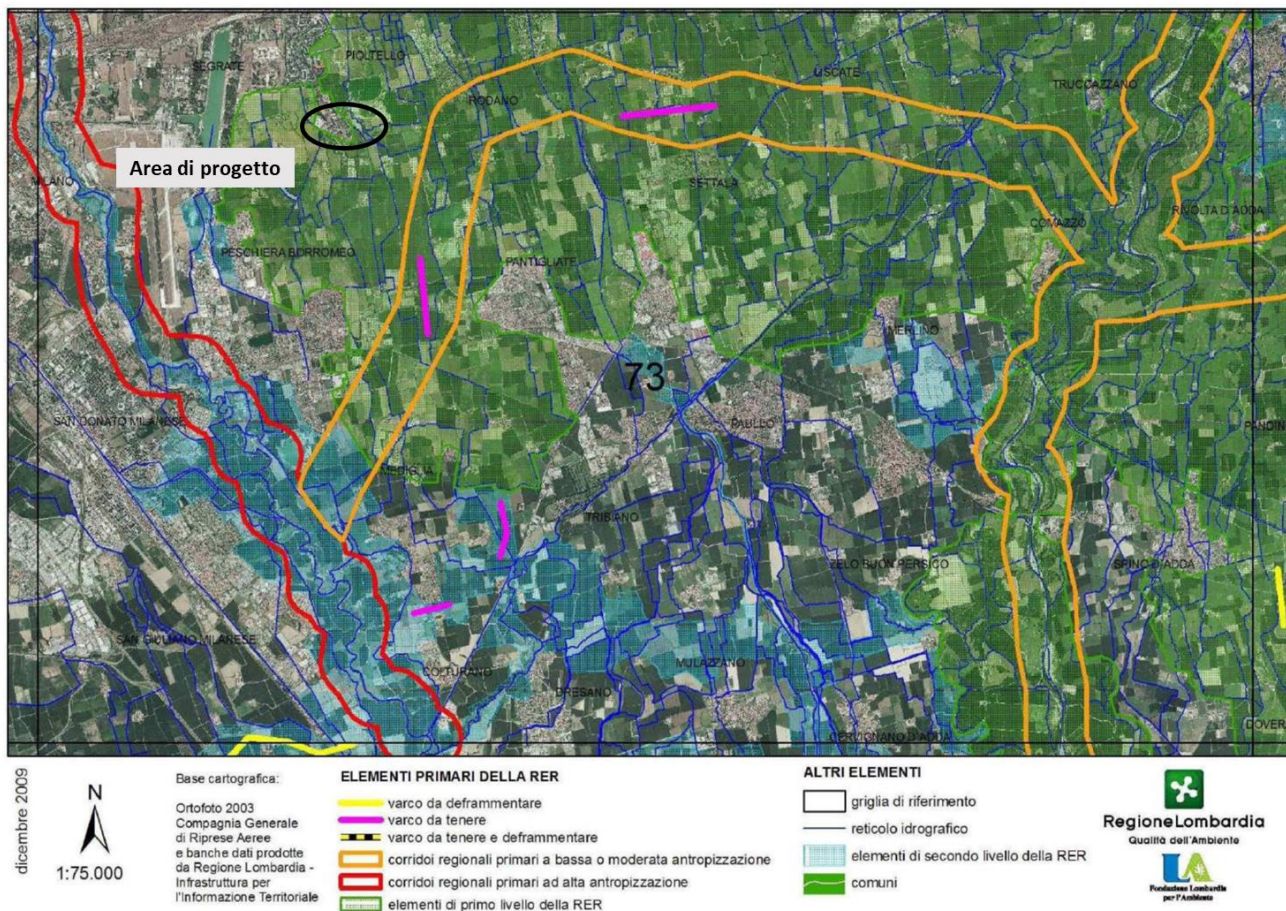 SEGRATE
PIOLTELLO
RODANO
LISCATE
TRUCCAZZANO
Area di progetto
MILANO
SETTALA
RIVOLTA D'ADDA
COMAZZO
PESCHIERA BORROMEO
PANTIGLIATE
MERLINO
73
SAN DONATO MILANESE
PAULLO
PANDIN
MEDIGLIA
TRIBIANO
ZELO BUON PERSICO
SPINO D'ADDA
SAN GIULIANO MILANESE
COLTURANO
MULAZZANO
DRESANO
DOVERA
CERVIGNANO D'ADDA
dicembre 2009
N
1:75.000
Base cartografica:
Ortofoto 2003
Compagnia Generale
di Riprese Aeree
e banche dati prodotte
da Regione Lombardia -
Infrastruttura per
l'Informazione Territoriale
ELEMENTI PRIMARI DELLA RER
varco da deframmentare
varco da tenere
varco da tenere e deframmentare
corridoi regionali primari a bassa o moderata antropizzazione
corridoi regionali primari ad alta antropizzazione
elementi di primo livello della RER
ALTRI ELEMENTI
griglia di riferimento
reticolo idrografico
elementi di secondo livello della RER
comuni
RegioneLombardia
Qualità dell'Ambiente
Fondazione Lombardia
per l'Ambiente